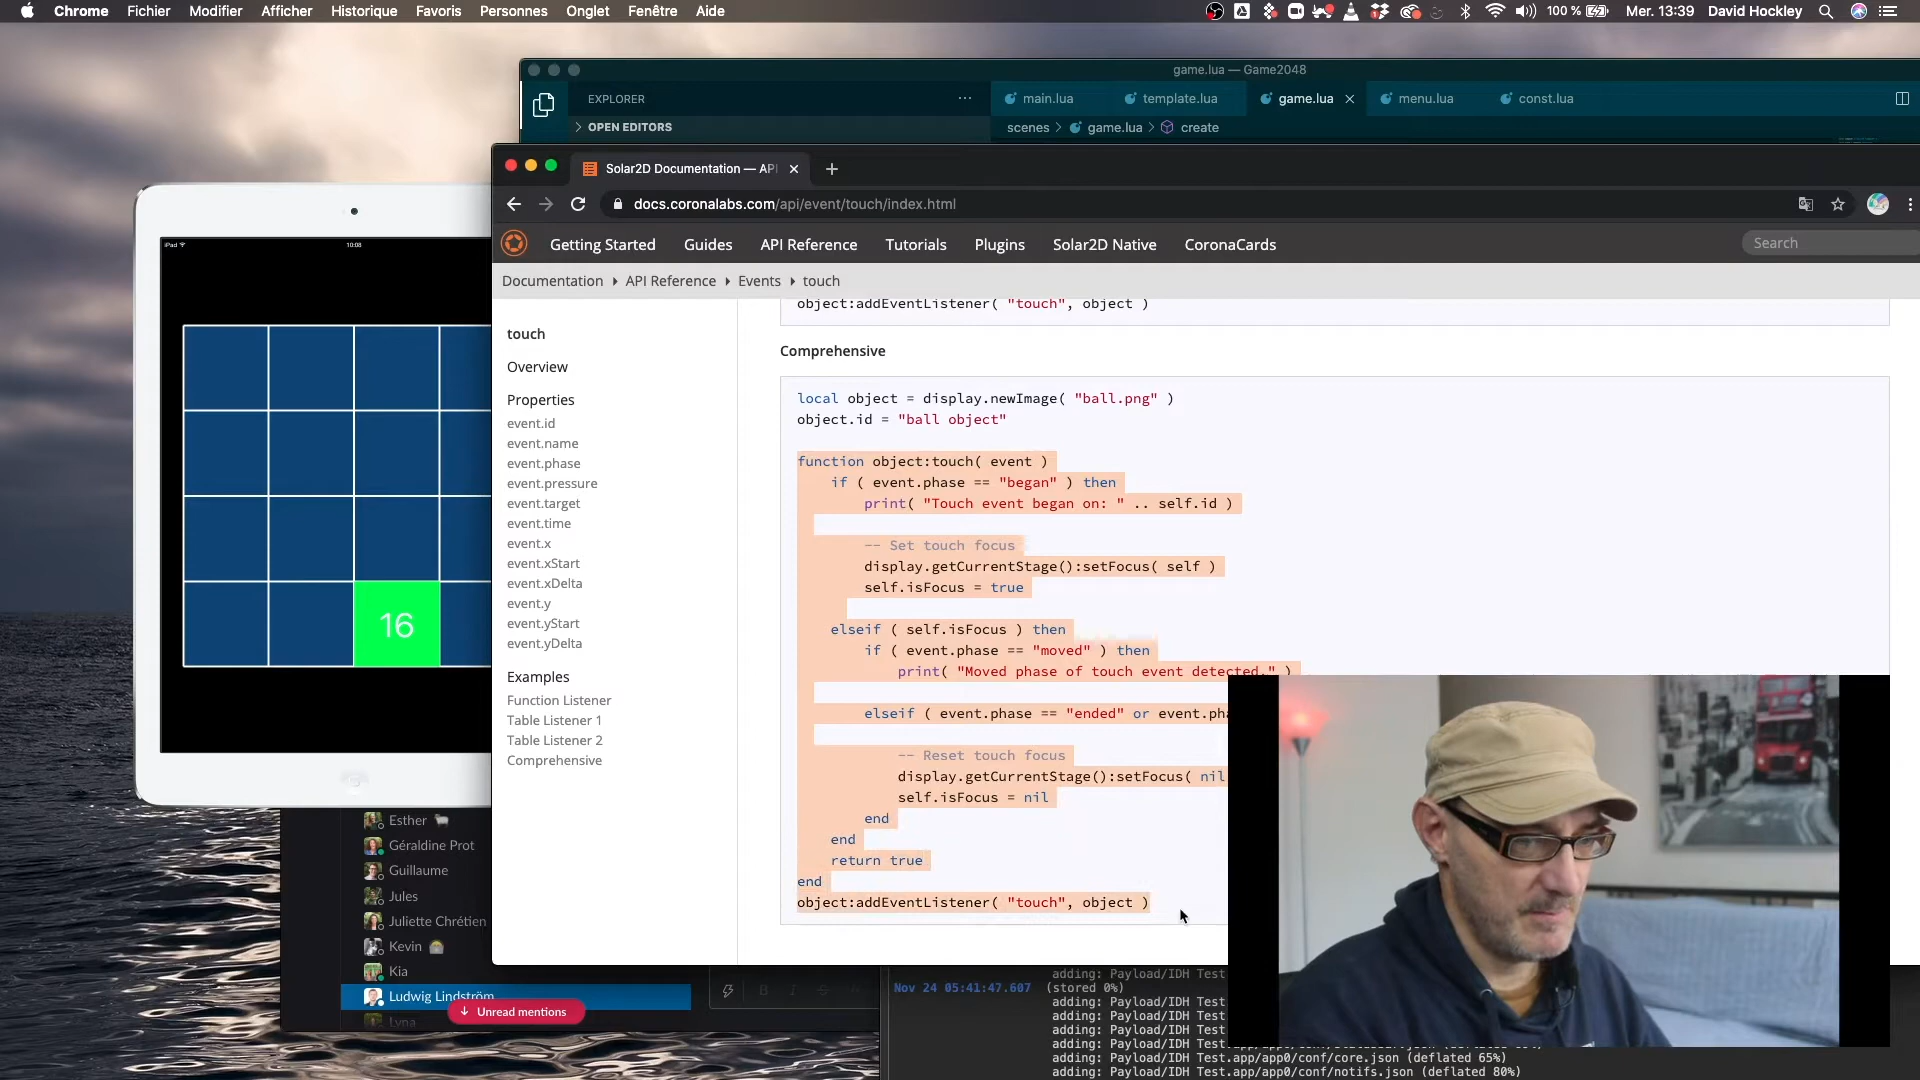 Chrome Fichier Modifier Afficher Historique Favoris Personnes Onglet Fenêtre Aide
100 % Mer. 13:39 David Hockley
game.lua — Game2048
EXPLORER ···
main.lua template.lua game.lua menu.lua const.lua
OPEN EDITORS
scenes > game.lua > create
Solar2D Documentation — API
docs.coronalabs.com/api/event/touch/index.html
Getting Started Guides API Reference Tutorials Plugins Solar2D Native CoronaCards
Search
Documentation API Reference Events touch
iPad 10:08
16
touch
Overview
Properties
event.id
event.name
event.phase
event.pressure
event.target
event.time
event.x
event.xStart
event.xDelta
event.y
event.yStart
event.yDelta
Examples
Function Listener
Table Listener 1
Table Listener 2
Comprehensive
object:addEventListener( "touch", object )
Comprehensive
local object = display.newImage( "ball.png" )
object.id = "ball object"
function object:touch( event )
if ( event.phase == "began" ) then
print( "Touch event began on: " .. self.id )
-- Set touch focus
display.getCurrentStage():setFocus( self )
self.isFocus = true
elseif ( self.isFocus ) then
if ( event.phase == "moved" ) then
print( "Moved phase of touch event detected." )
elseif ( event.phase == "ended" or event.pha
-- Reset touch focus
display.getCurrentStage():setFocus( nil
self.isFocus = nil
end
end
return true
end
object:addEventListener( "touch", object )
Esther
Géraldine Prot
Guillaume
Jules
Juliette Chrétien
Kevin
Kia
Ludwig Lindström
Unread mentions
Lyna
adding: Payload/IDH Test
Nov 24 05:41:47.607 (stored 0%)
adding: Payload/IDH Test
adding: Payload/IDH Test
adding: Payload/IDH Test
adding: Payload/IDH Test
adding: Payload/IDH Test.app/app0/conf/core.json (deflated 65%)
adding: Payload/IDH Test.app/app0/conf/notifs.json (deflated 80%)